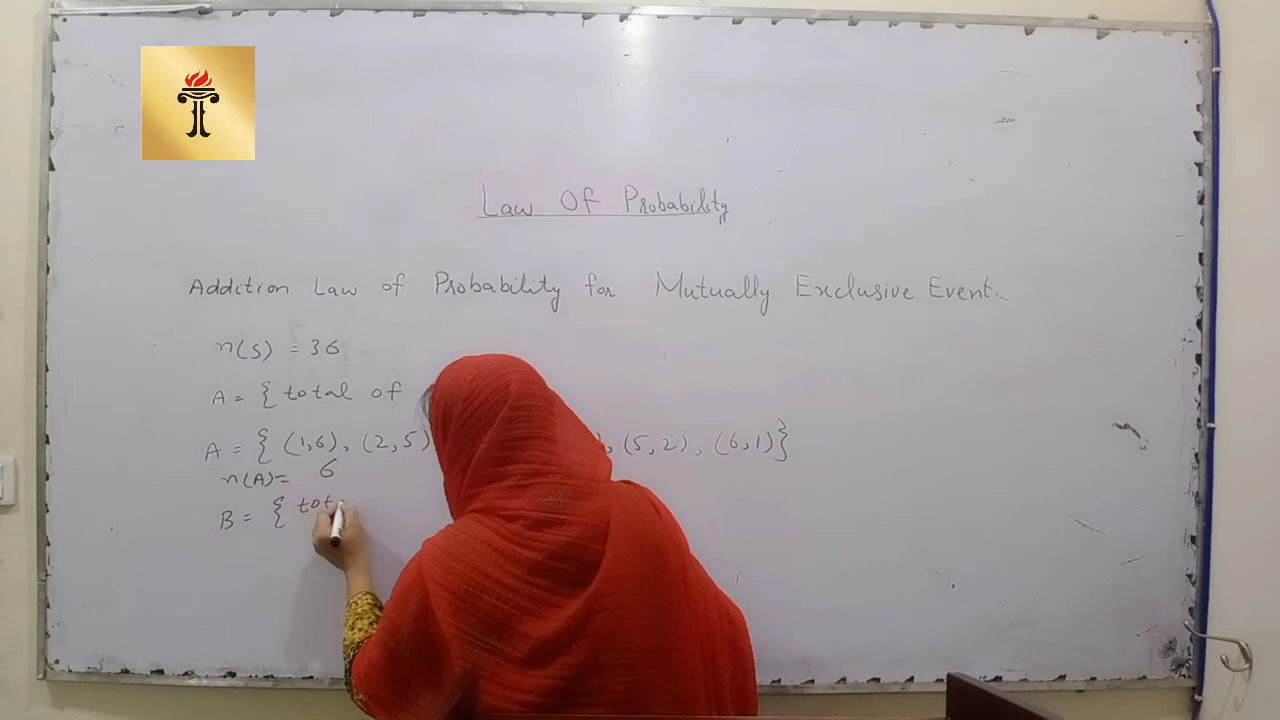 Law Of Probability
Addition Law of Probability for Mutually Exclusive Event:-
n(s) = 36
A = { total of
A = { (1,6), (2,5) ), (5,2), (6,1)}
n(A)= 6
B = { tot